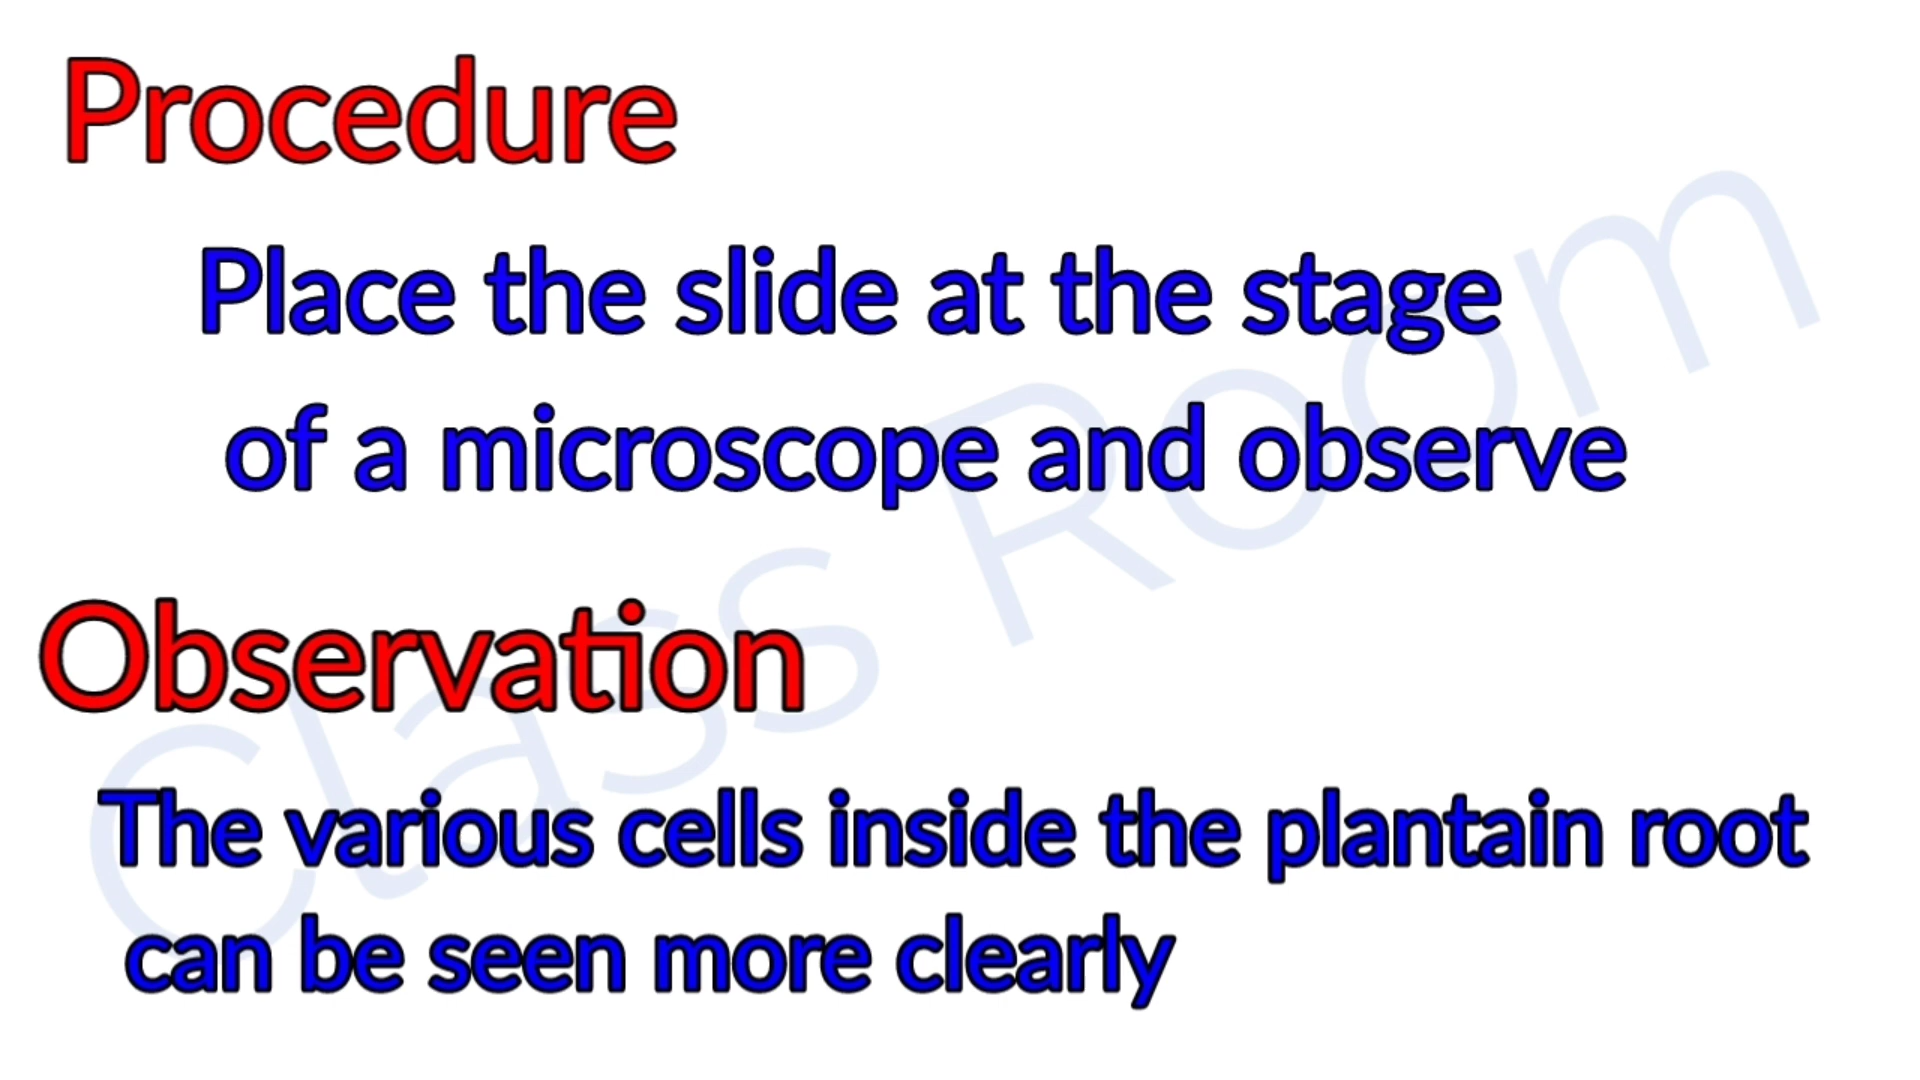 Procedure
Place the slide at the stage
of a microscope and observe
Observation
The various cells inside the plantain root
can be seen more clearly
Class Room